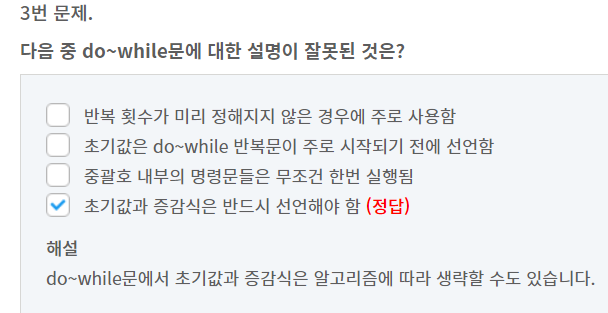 3번 문제.
다음 중 do~while문에 대한 설명이 잘못된 것은?
반복 횟수가 미리 정해지지 않은 경우에 주로 사용함
초기값은 do~while 반복문이 주로 시작되기 전에 선언함
중괄호 내부의 명령문들은 무조건 한번 실행됨
초기값과 증감식은 반드시 선언해야 함 (정답)
해설
do~while문에서 초기값과 증감식은 알고리즘에 따라 생략할 수도 있습니다.